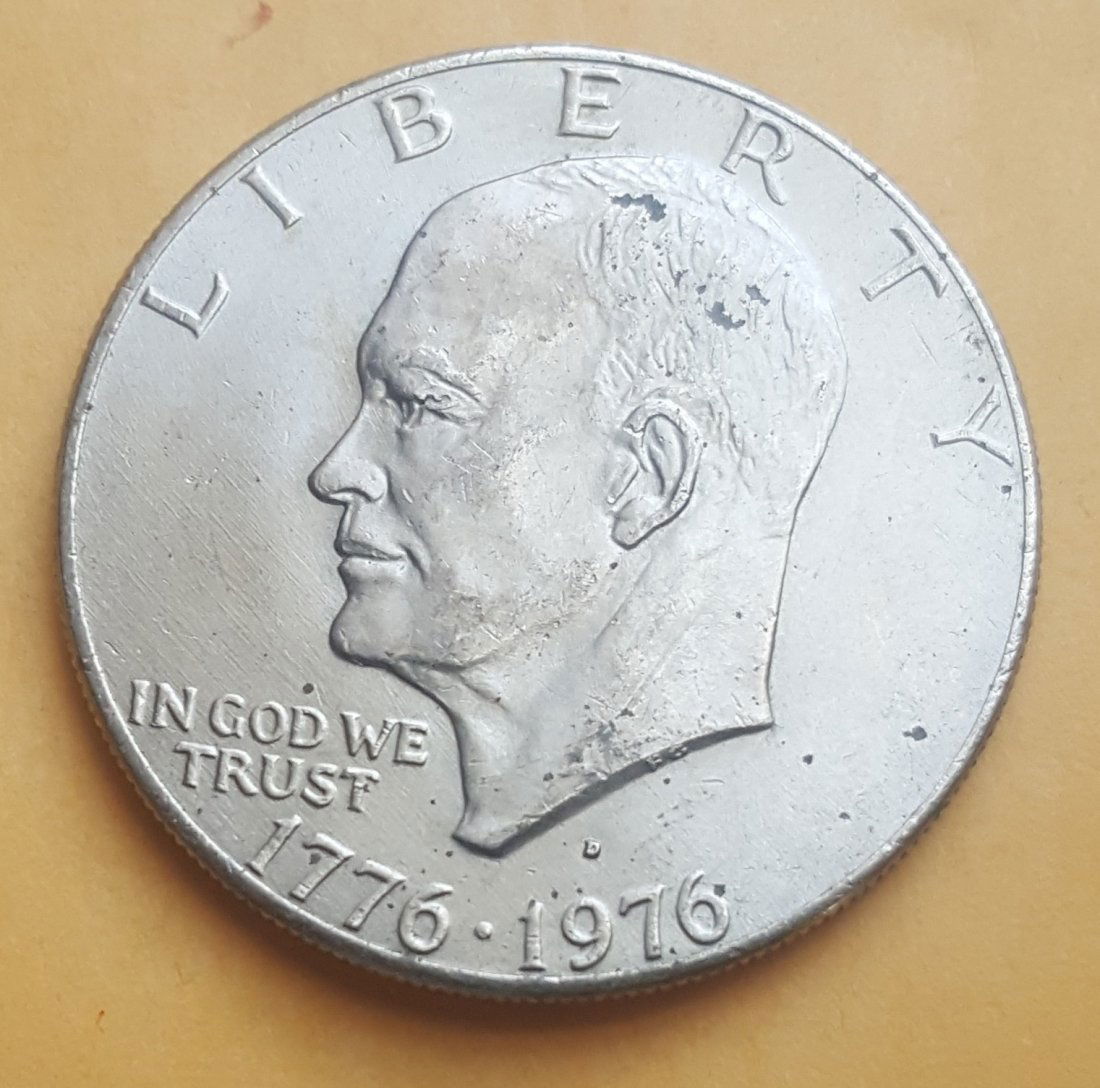 LIBERTY
IN GOD WE
TRUST
D
1776 · 1976